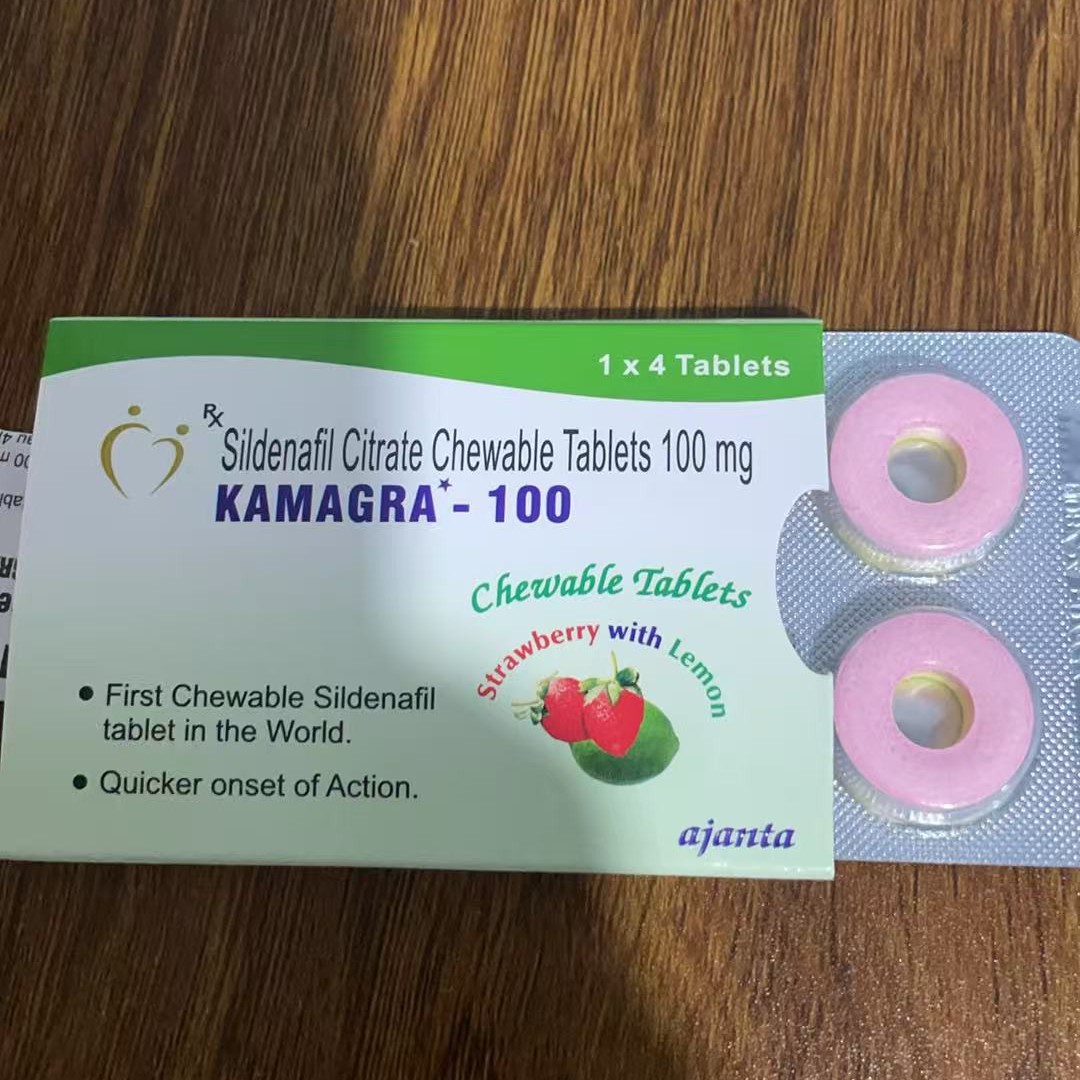 1 x 4 Tablets
Rx
Sildenafil Citrate Chewable Tablets 100 mg
KAMAGRA* - 100
Chewable Tablets
Strawberry with Lemon
• First Chewable Sildenafil
tablet in the World.
• Quicker onset of Action.
ajanta